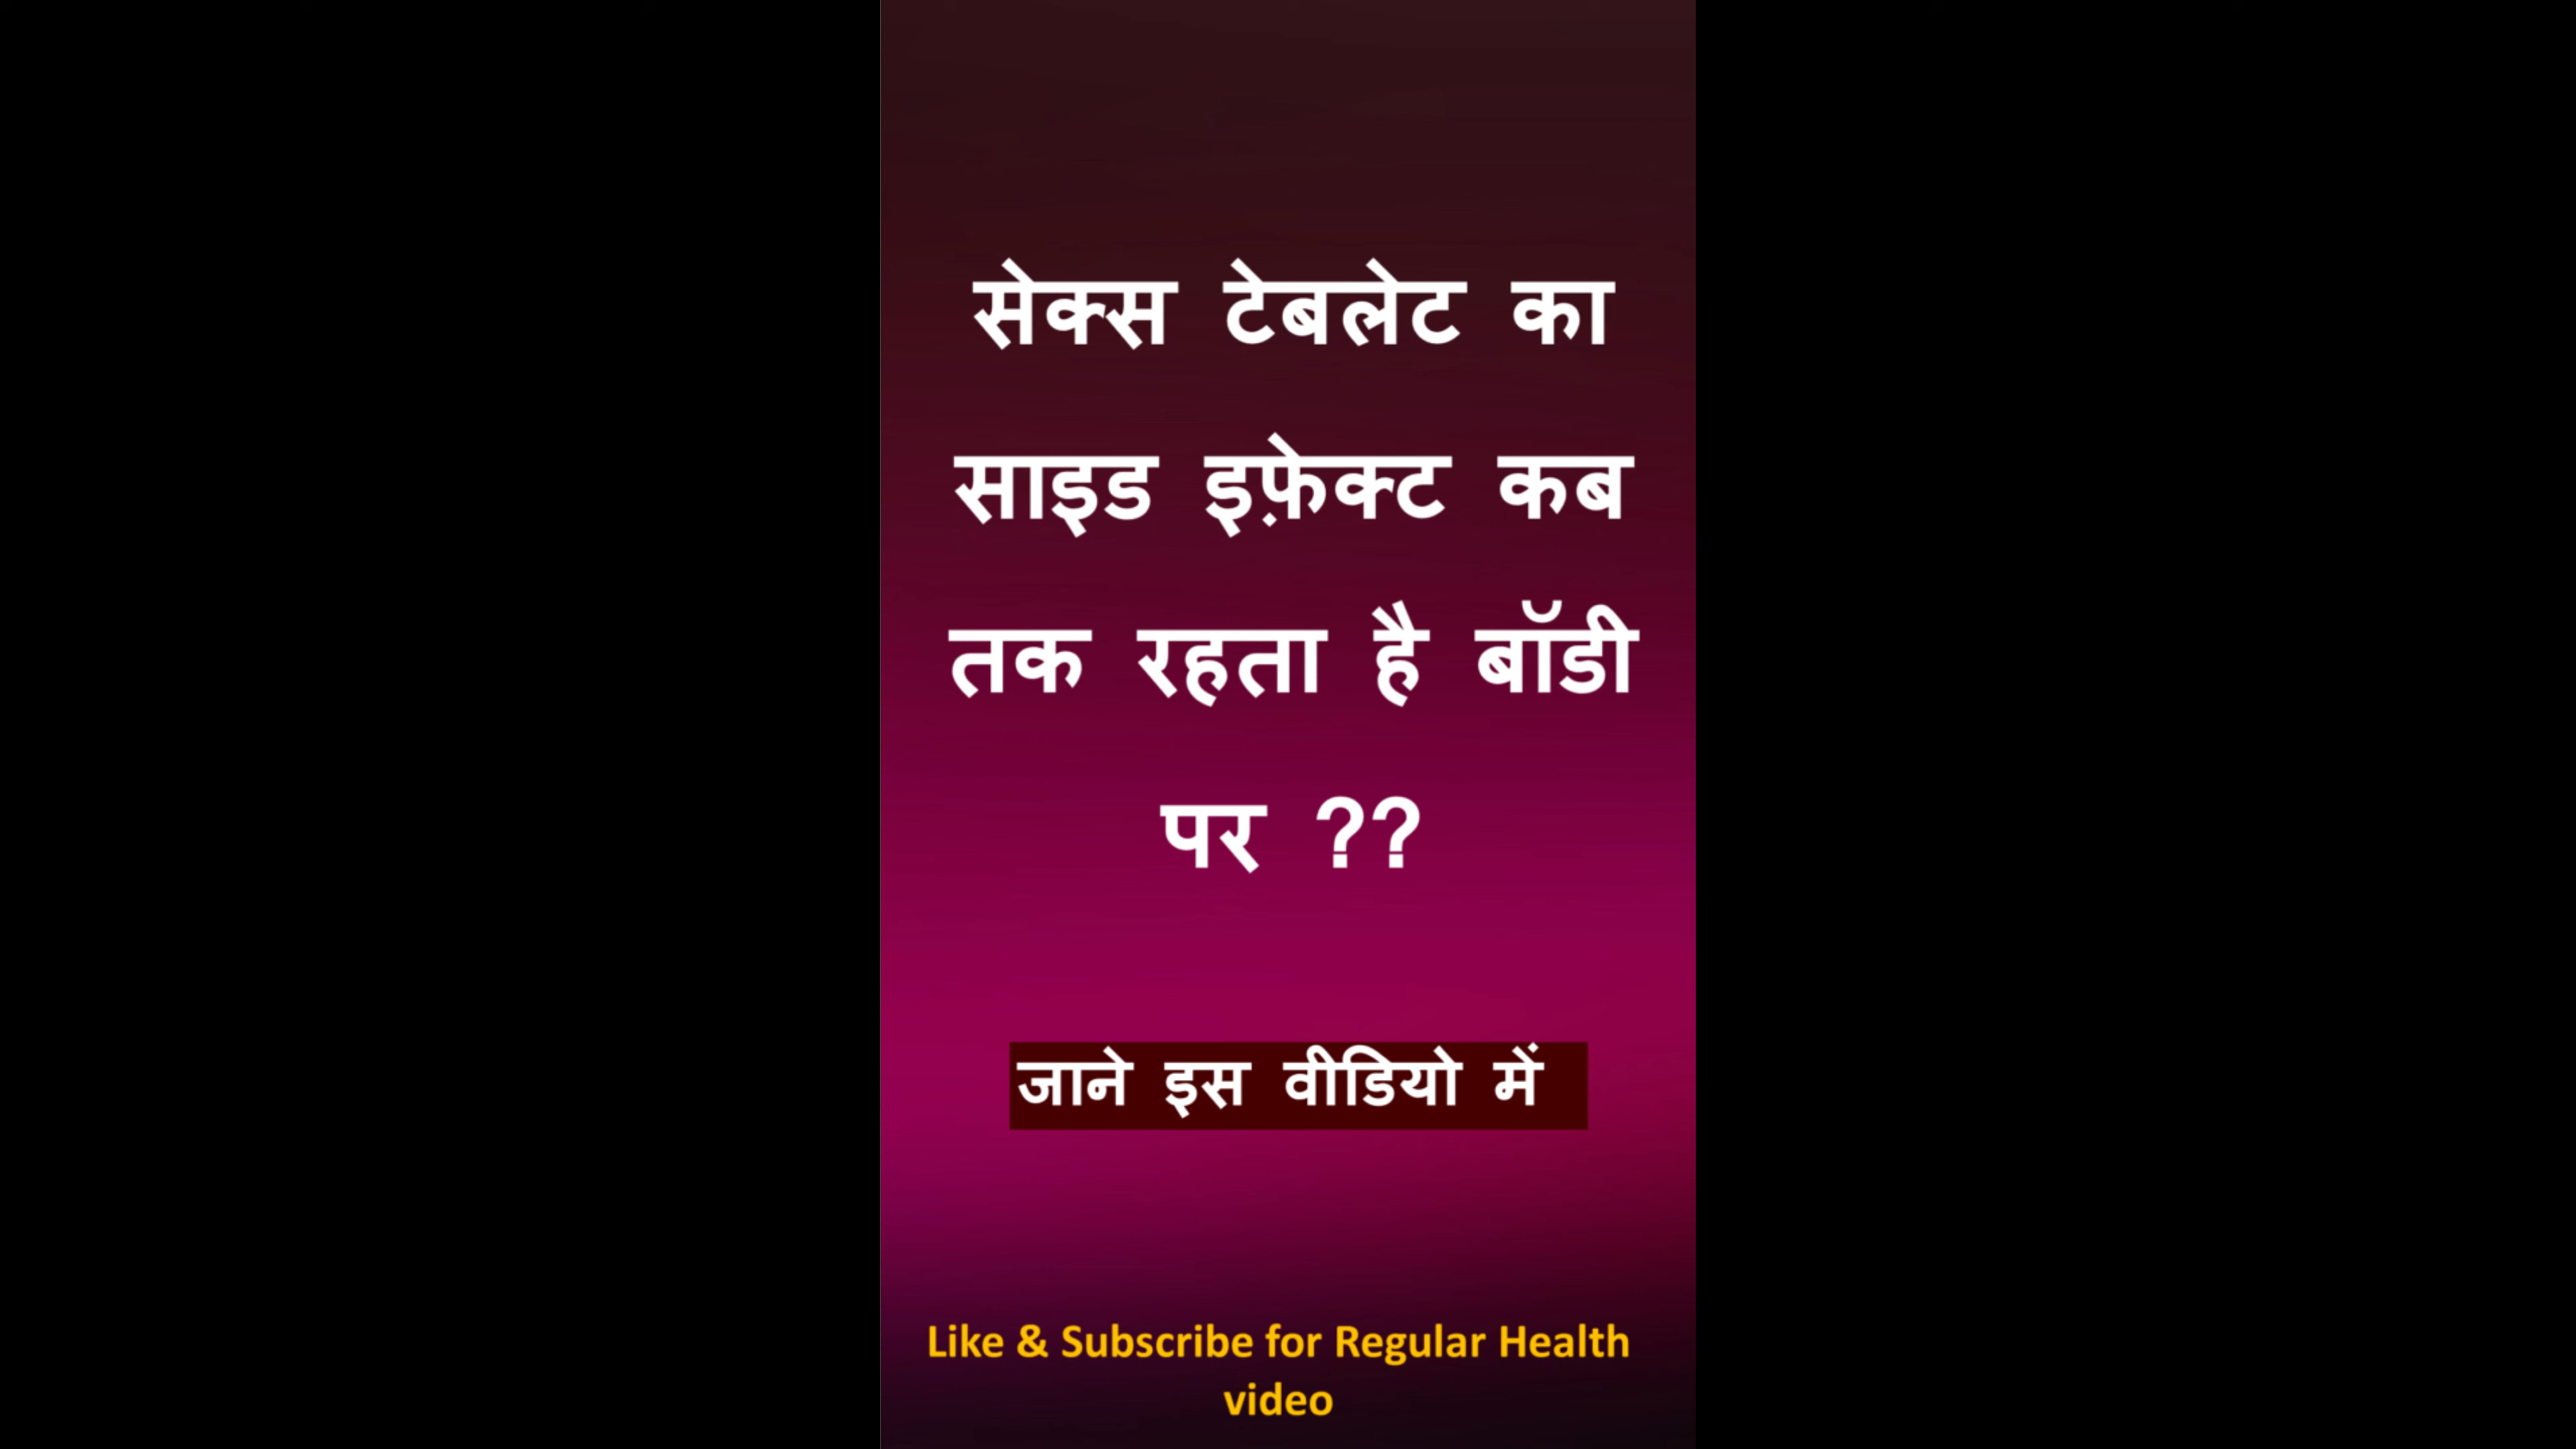 सेक्स टेबलेट का
साइड इफ़ेक्ट कब
तक रहता है बॉडी
पर ??
जाने इस वीडियो में
Like & Subscribe for Regular Health
video